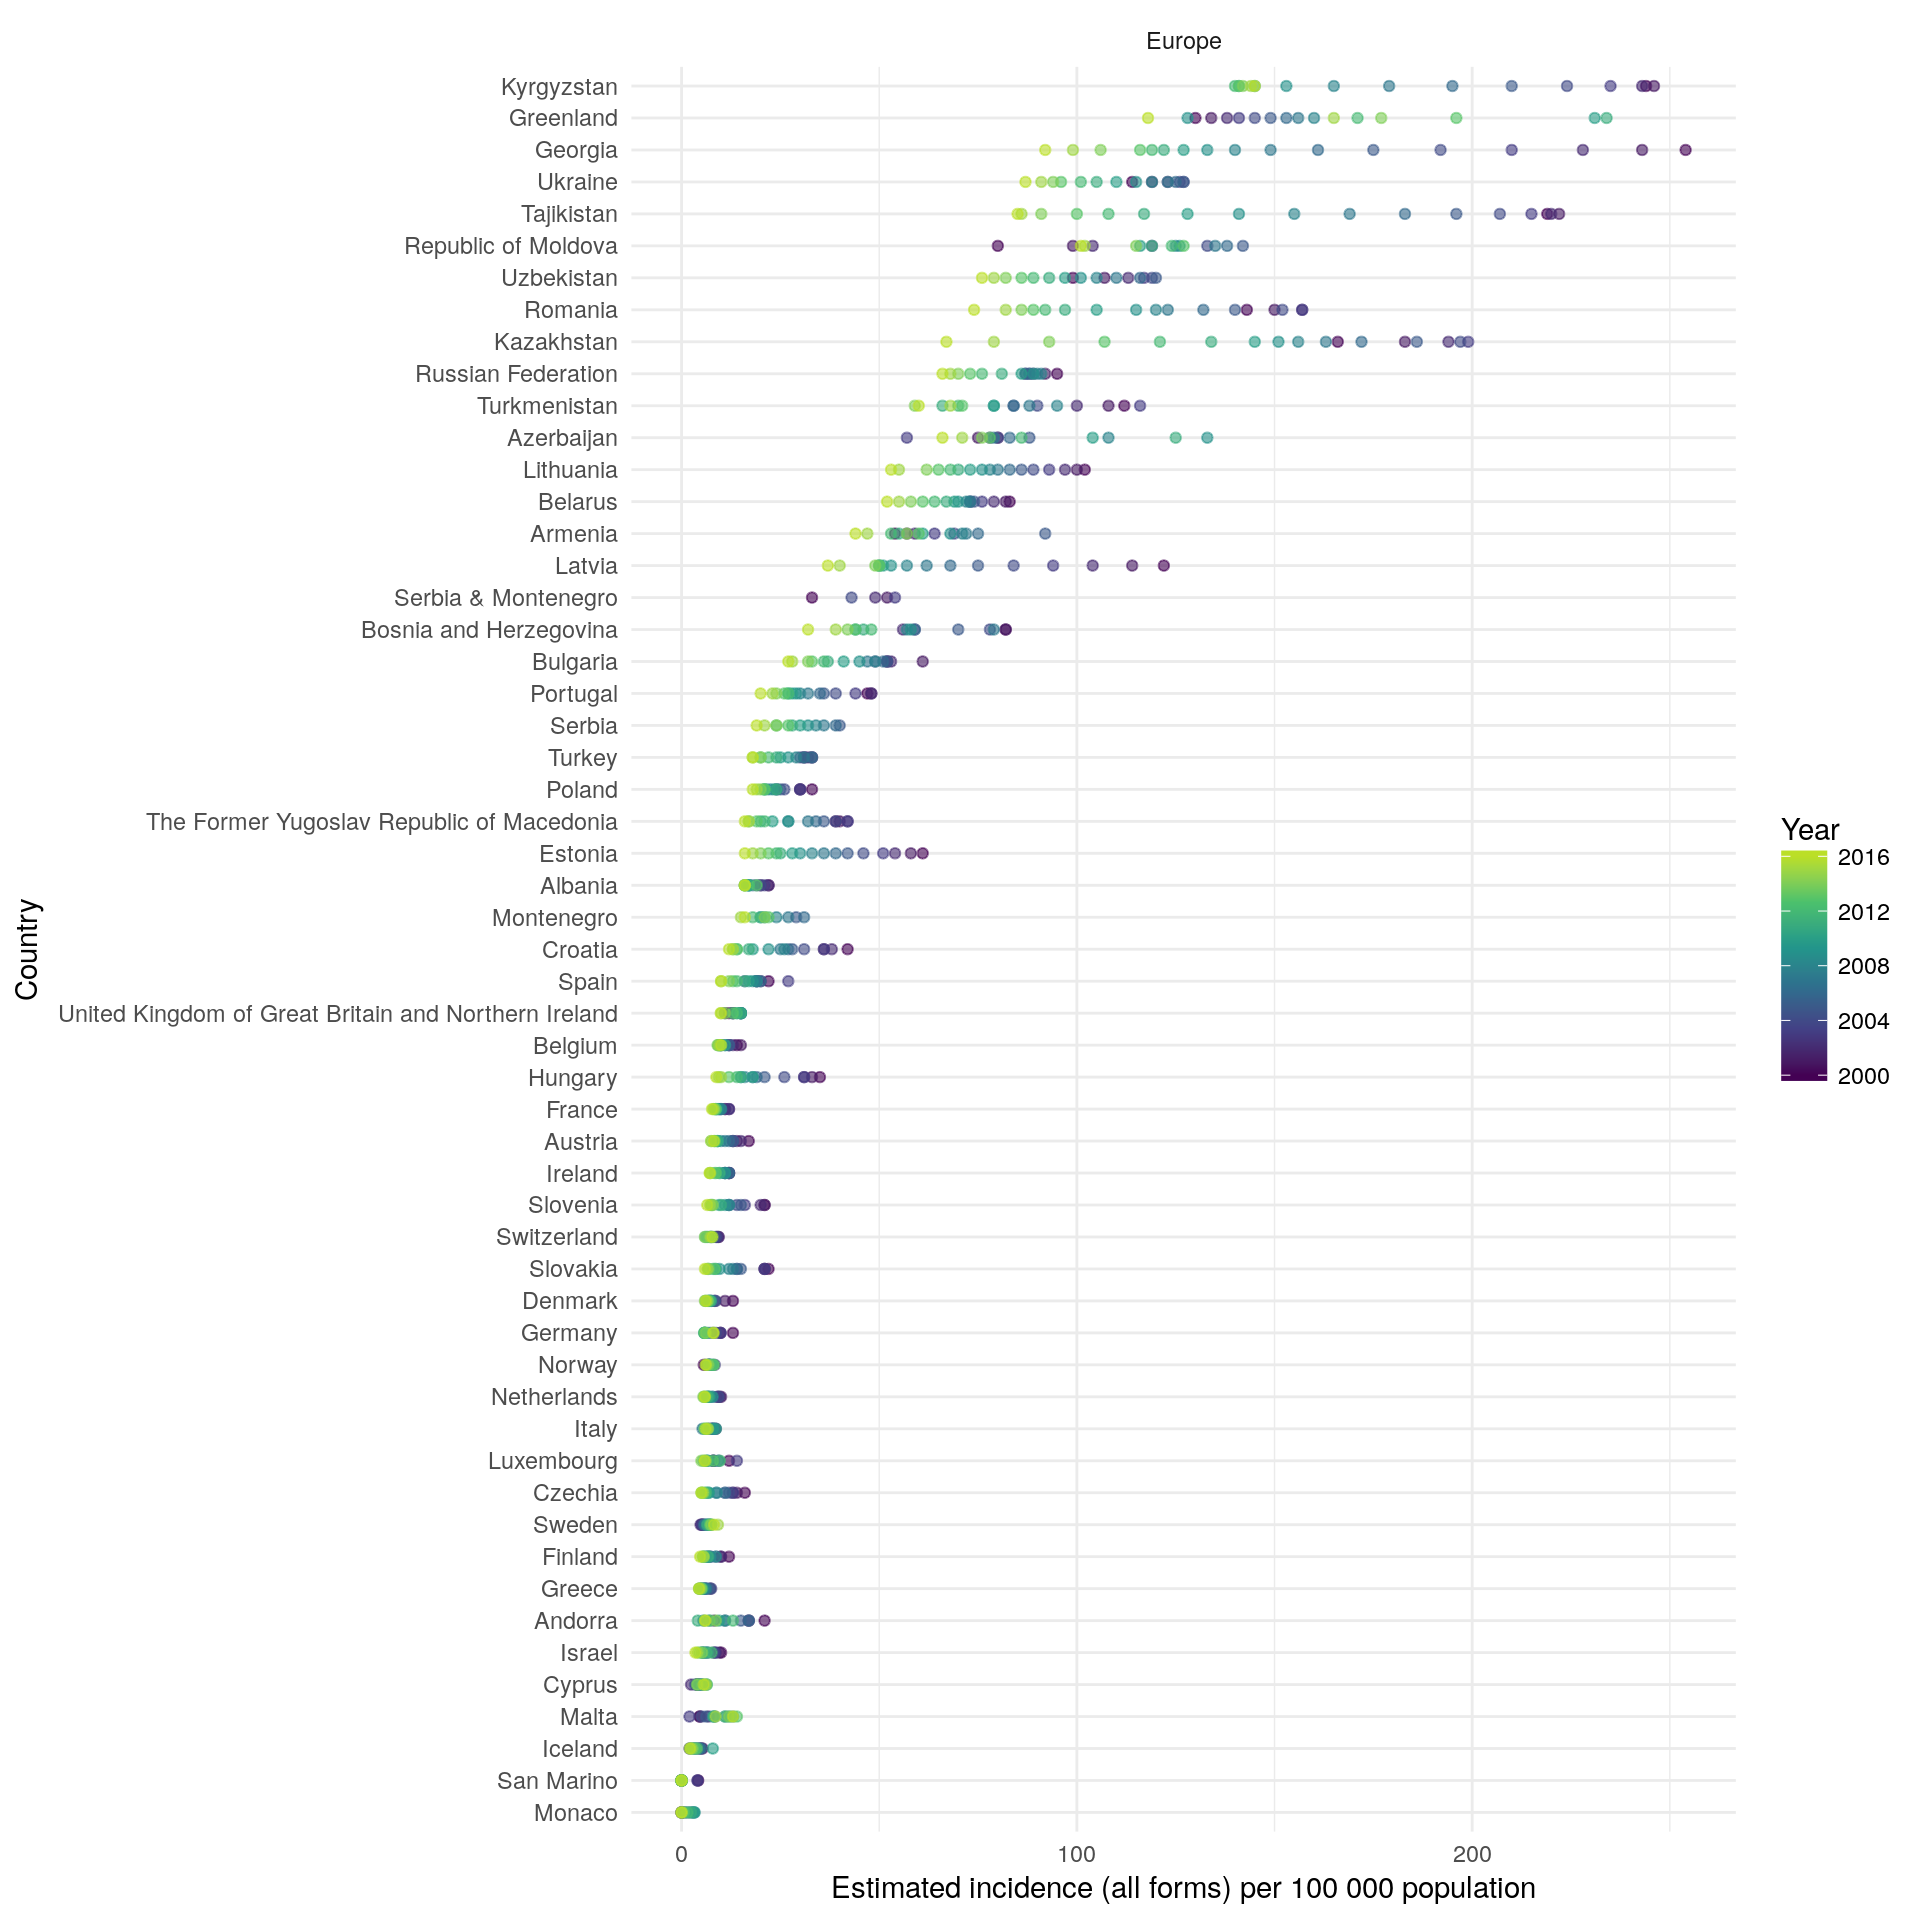 Europe
Kyrgyzstan
Greenland
Georgia
Ukraine
Tajikistan
Republic of Moldova
Uzbekistan
Romania
Kazakhstan
Russian Federation
Turkmenistan
Azerbaijan
Lithuania
Belarus
Armenia
Latvia
Serbia & Montenegro
Bosnia and Herzegovina
Bulgaria
Portugal
Serbia
Turkey
Poland
The Former Yugoslav Republic of Macedonia
Estonia
Albania
Montenegro
Croatia
Spain
United Kingdom of Great Britain and Northern Ireland
Belgium
Hungary
France
Austria
Ireland
Slovenia
Switzerland
Slovakia
Denmark
Germany
Norway
Netherlands
Italy
Luxembourg
Czechia
Sweden
Finland
Greece
Andorra
Israel
Cyprus
Malta
Iceland
San Marino
Monaco
Country
0 100 200
Estimated incidence (all forms) per 100 000 population
Year
2016
2012
2008
2004
2000